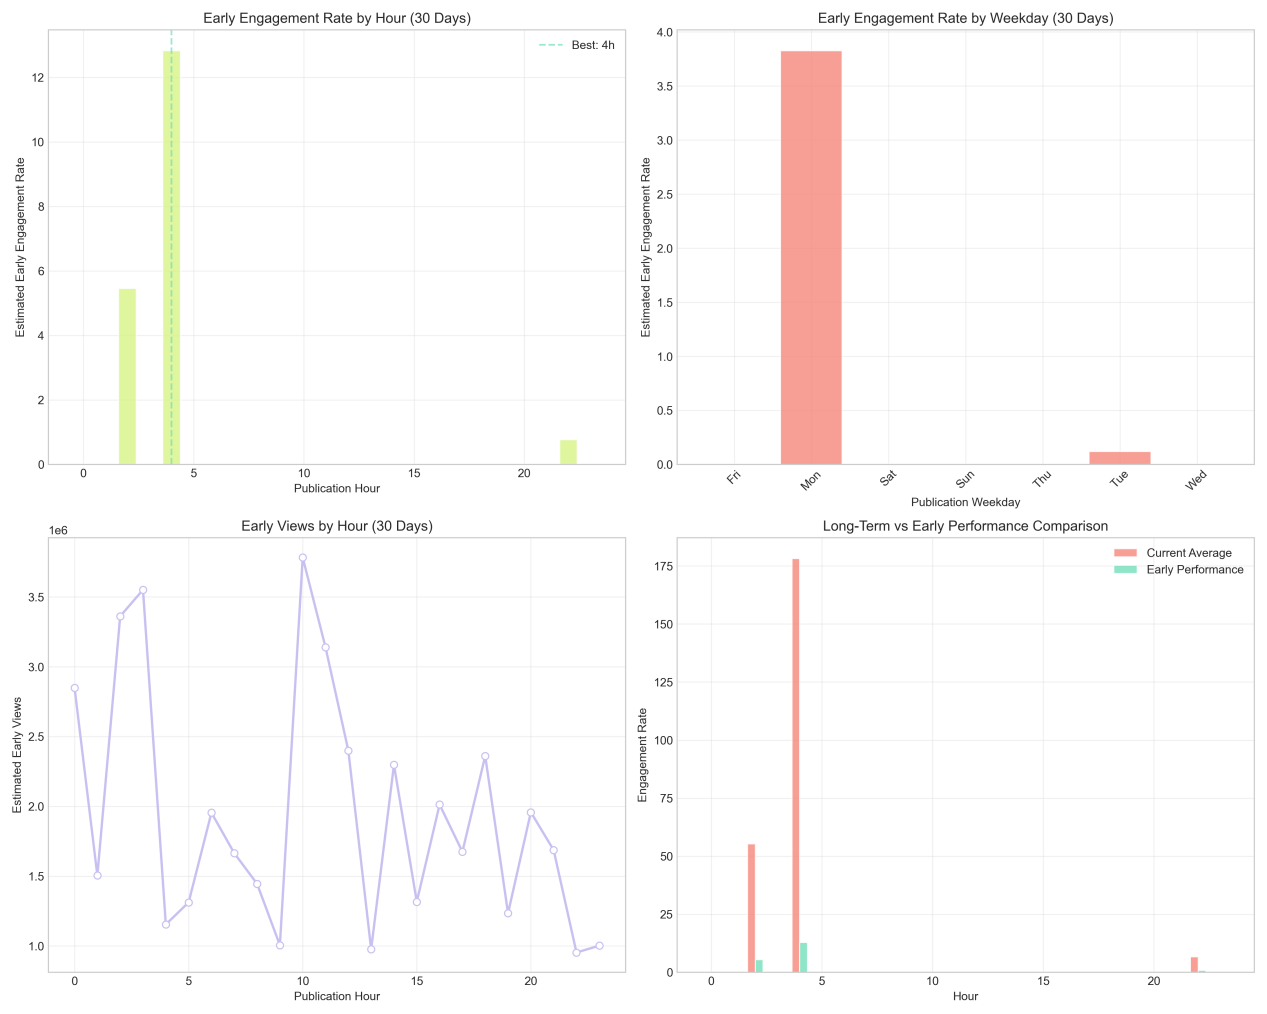 Early Engagement Rate by Hour (30 Days)
Best: 4h
Estimated Early Engagement Rate
12
10
8
6
4
2
0
0 5 10 15 20
Publication Hour
Early Engagement Rate by Weekday (30 Days)
Estimated Early Engagement Rate
4.0
3.5
3.0
2.5
2.0
1.5
1.0
0.5
0.0
Fri Mon Sat Sun Thu Tue Wed
Publication Weekday
Early Views by Hour (30 Days)
1e6
Estimated Early Views
3.5
3.0
2.5
2.0
1.5
1.0
0 5 10 15 20
Publication Hour
Long-Term vs Early Performance Comparison
Current Average
Early Performance
Engagement Rate
175
150
125
100
75
50
25
0
0 5 10 15 20
Hour